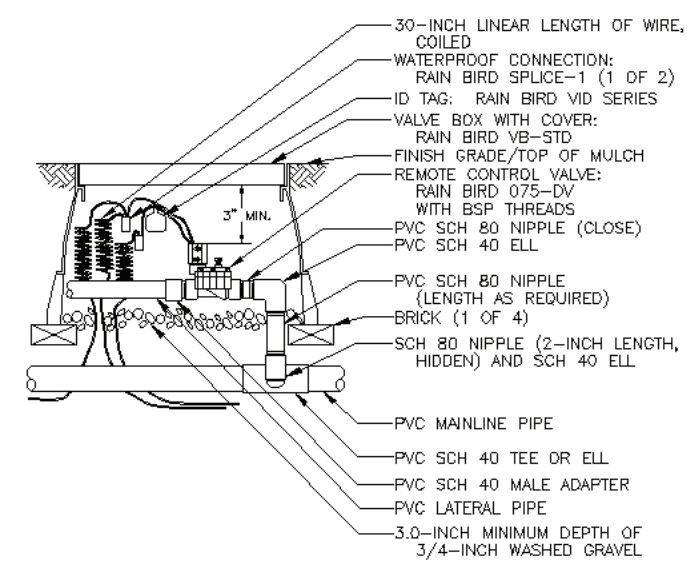 30-INCH LINEAR LENGTH OF WIRE,
COILED
WATERPROOF CONNECTION:
RAIN BIRD SPLICE-1 (1 OF 2)
ID TAG: RAIN BIRD VID SERIES
VALVE BOX WITH COVER:
RAIN BIRD VB-STD
FINISH GRADE/TOP OF MULCH
REMOTE CONTROL VALVE:
RAIN BIRD 075-DV
WITH BSP THREADS
3" MIN.
PVC SCH 80 NIPPLE (CLOSE)
PVC SCH 40 ELL
PVC SCH 80 NIPPLE
(LENGTH AS REQUIRED)
BRICK (1 OF 4)
SCH 80 NIPPLE (2-INCH LENGTH,
HIDDEN) AND SCH 40 ELL
PVC MAINLINE PIPE
PVC SCH 40 TEE OR ELL
PVC SCH 40 MALE ADAPTER
PVC LATERAL PIPE
3.0-INCH MINIMUM DEPTH OF
3/4-INCH WASHED GRAVEL